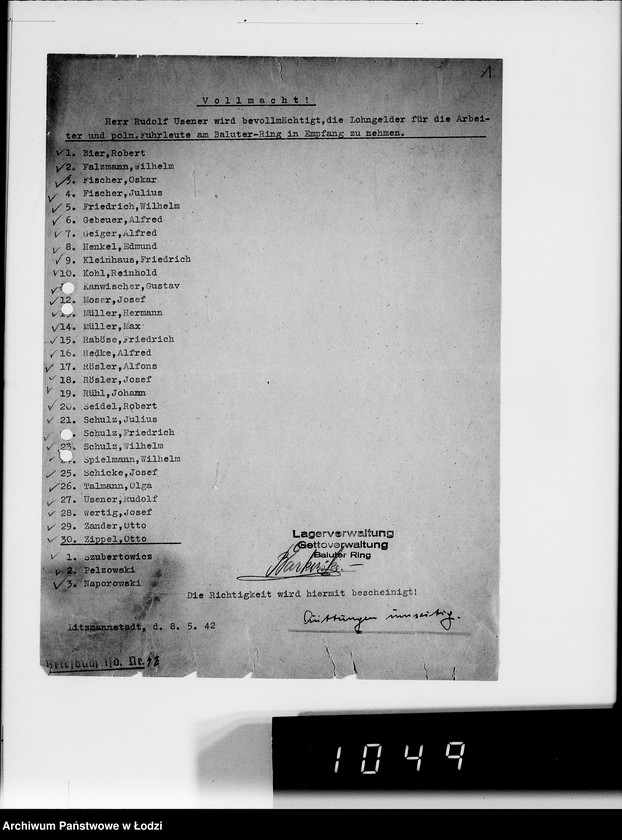 1
Vollmacht!
Herr Rudolf Usener wird bevollmächtigt, die Lohngelder für die Arbei-
ter und poln. Fuhrleute am Baluter-Ring in Empfang zu nehmen.
1. Bier, Robert
2. Falzmann, Wilhelm
3. Fischer, Oskar
4. Fischer, Julius
5. Friedrich, Wilhelm
6. Gebeuer, Alfred
7. Geiger, Alfred
8. Henkel, Edmund
9. Kleinhaus, Friedrich
10. Kohl, Reinhold
Kanwischer, Gustav
12. Moser, Josef
Müller, Hermann
14. Müller, Max
15. Raböse, Friedrich
16. Redke, Alfred
17. Rösler, Alfons
18. Rösler, Josef
19. Rühl, Johann
20. Seidel, Robert
21. Schulz, Julius
Schulz, Friedrich
23. Schulz, Wilhelm
Spielmann, Wilhelm
25. Schicke, Josef
26. Talmann, Olga
27. Usener, Rudolf
28. Wertig, Josef
29. Zander, Otto
30. Zippel, Otto
Lagerverwaltung
Gettoverwaltung
Baluter Ring
1. Szubertowicz
2. Pelzowski
3. Naporowski
Die Richtigkeit wird hiermit bescheinigt!
Quittungen umseitig.
Litzmannstadt, d. 8. 5. 42
Nr.
1049
Archiwum Państwowe w Łodzi